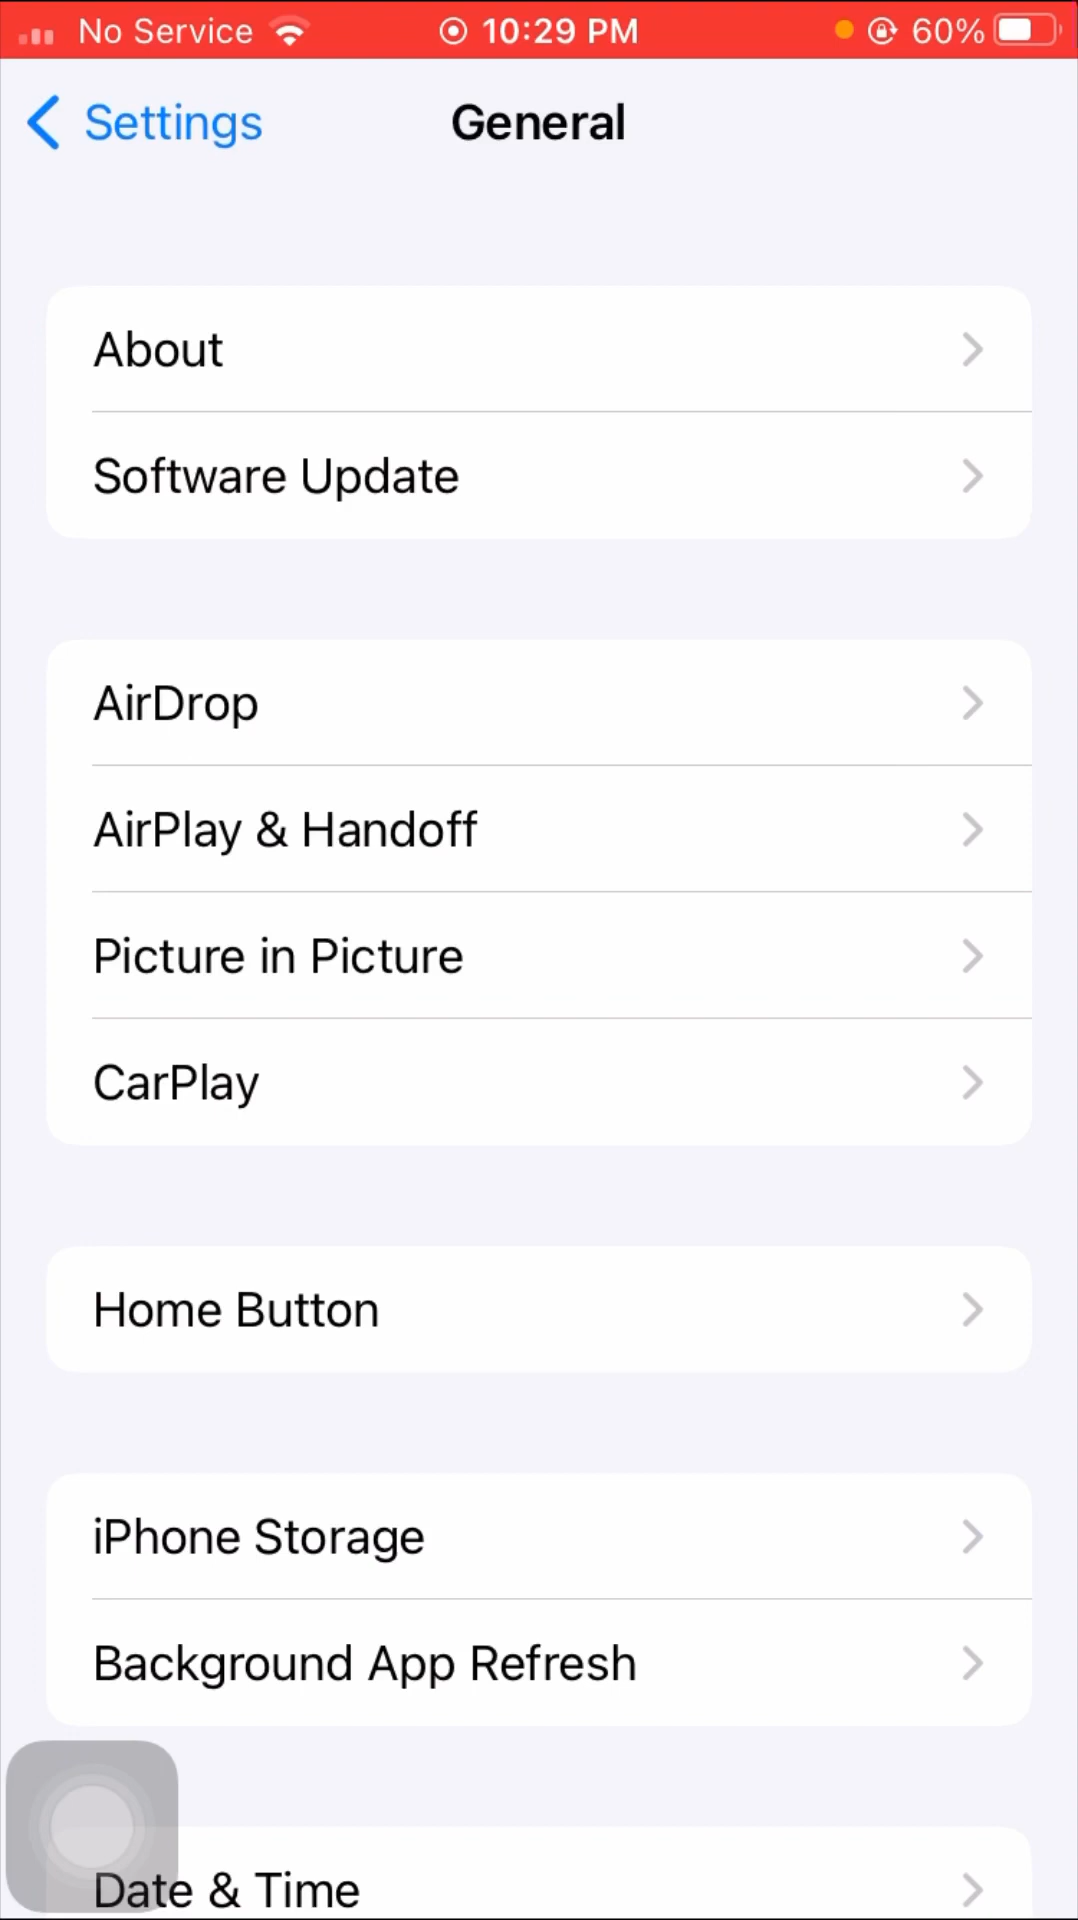 No Service 10:29 PM 60%
Settings General
About
Software Update
AirDrop
AirPlay & Handoff
Picture in Picture
CarPlay
Home Button
iPhone Storage
Background App Refresh
Date & Time